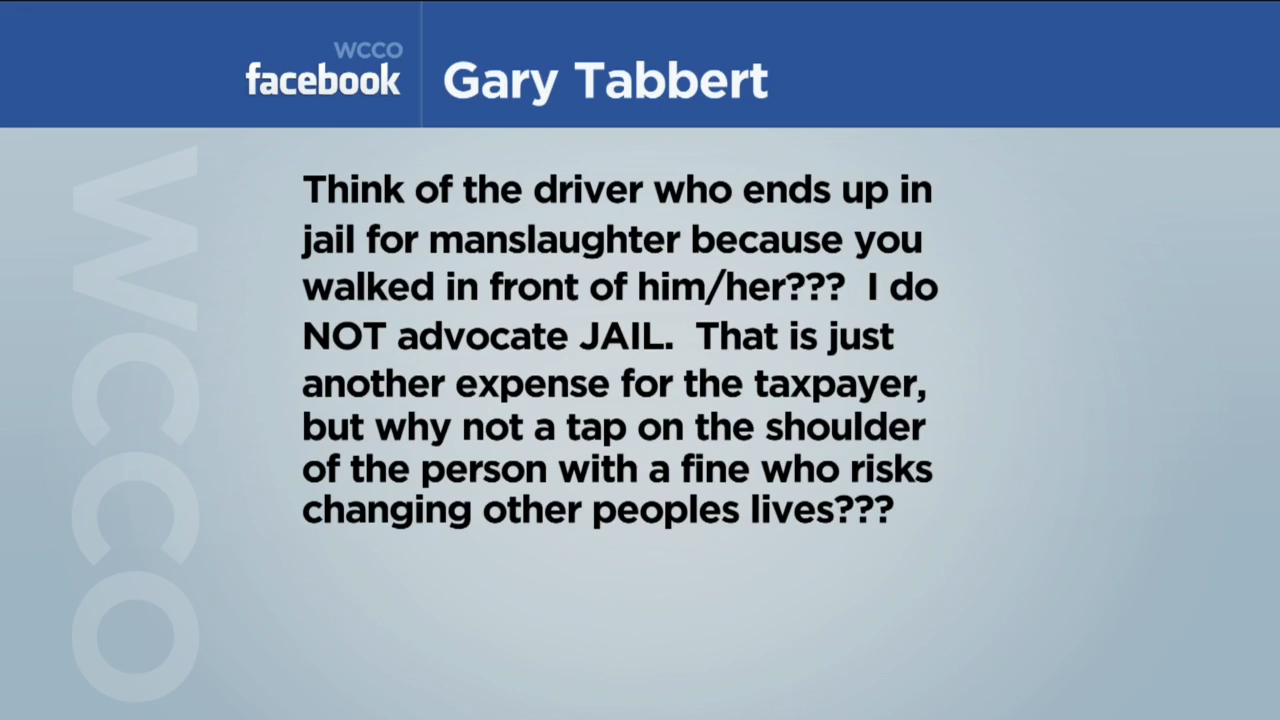 WCCO
facebook
Gary Tabbert
WCCO
Think of the driver who ends up in
jail for manslaughter because you
walked in front of him/her???  I do
NOT advocate JAIL.  That is just
another expense for the taxpayer,
but why not a tap on the shoulder
of the person with a fine who risks
changing other peoples lives???